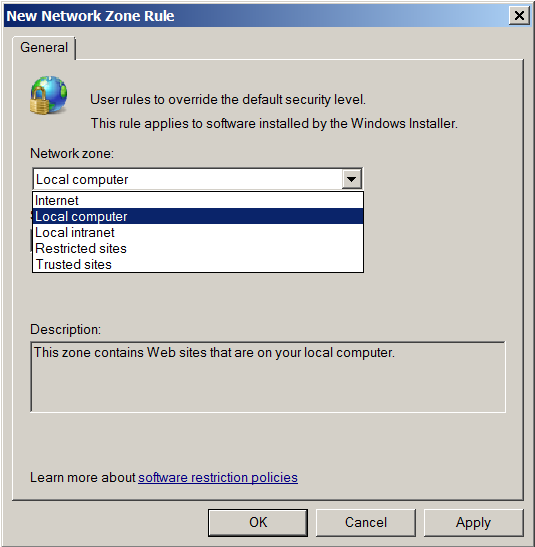 New Network Zone Rule
General
User rules to override the default security level.
This rule applies to software installed by the Windows Installer.
Network zone:
Local computer
Internet
Local computer
Local intranet
Restricted sites
Trusted sites
Description:
This zone contains Web sites that are on your local computer.
Learn more about software restriction policies
OK
Cancel
Apply